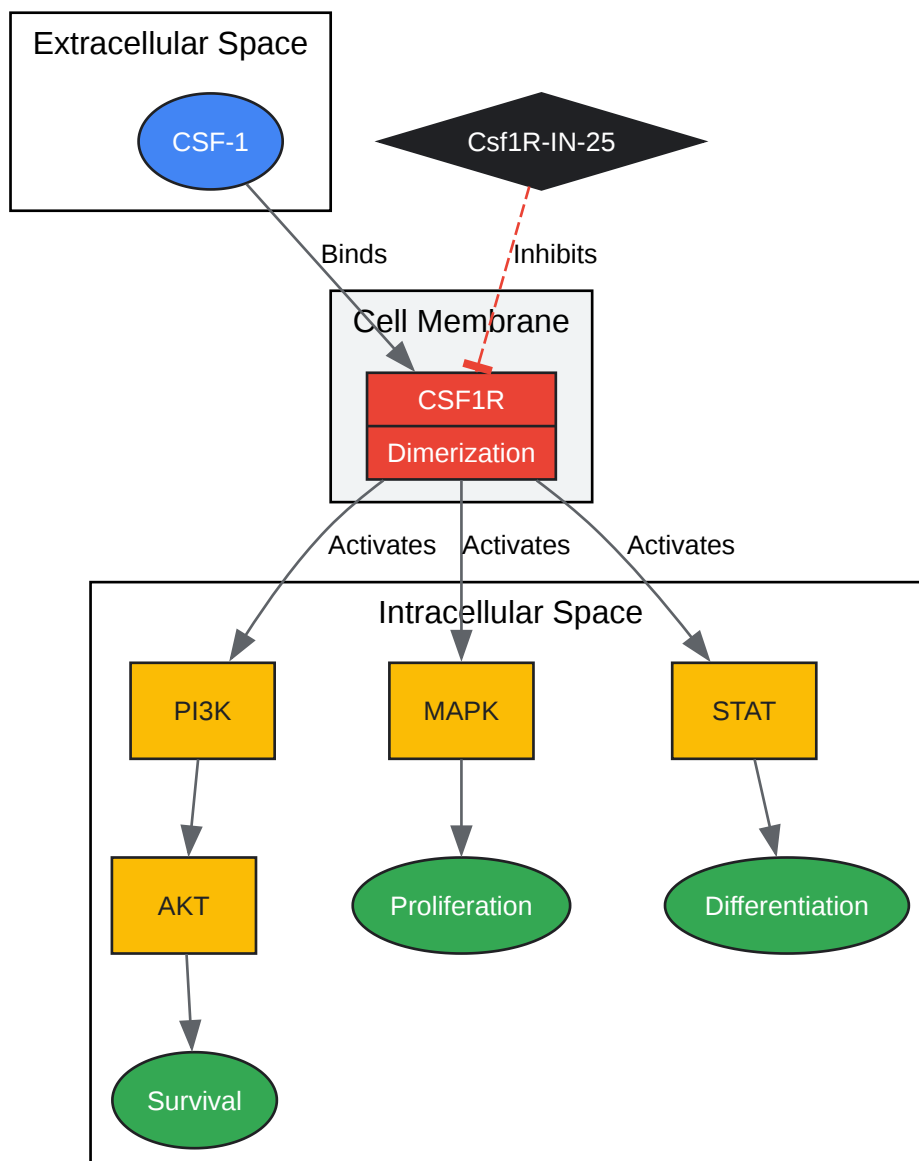 Extracellular Space
CSF-1
Csf1R-IN-25
Binds
Inhibits
Cell Membrane
CSF1R
Dimerization
Activates
Activates
Activates
Intracellular Space
PI3K
MAPK
STAT
AKT
Proliferation
Differentiation
Survival